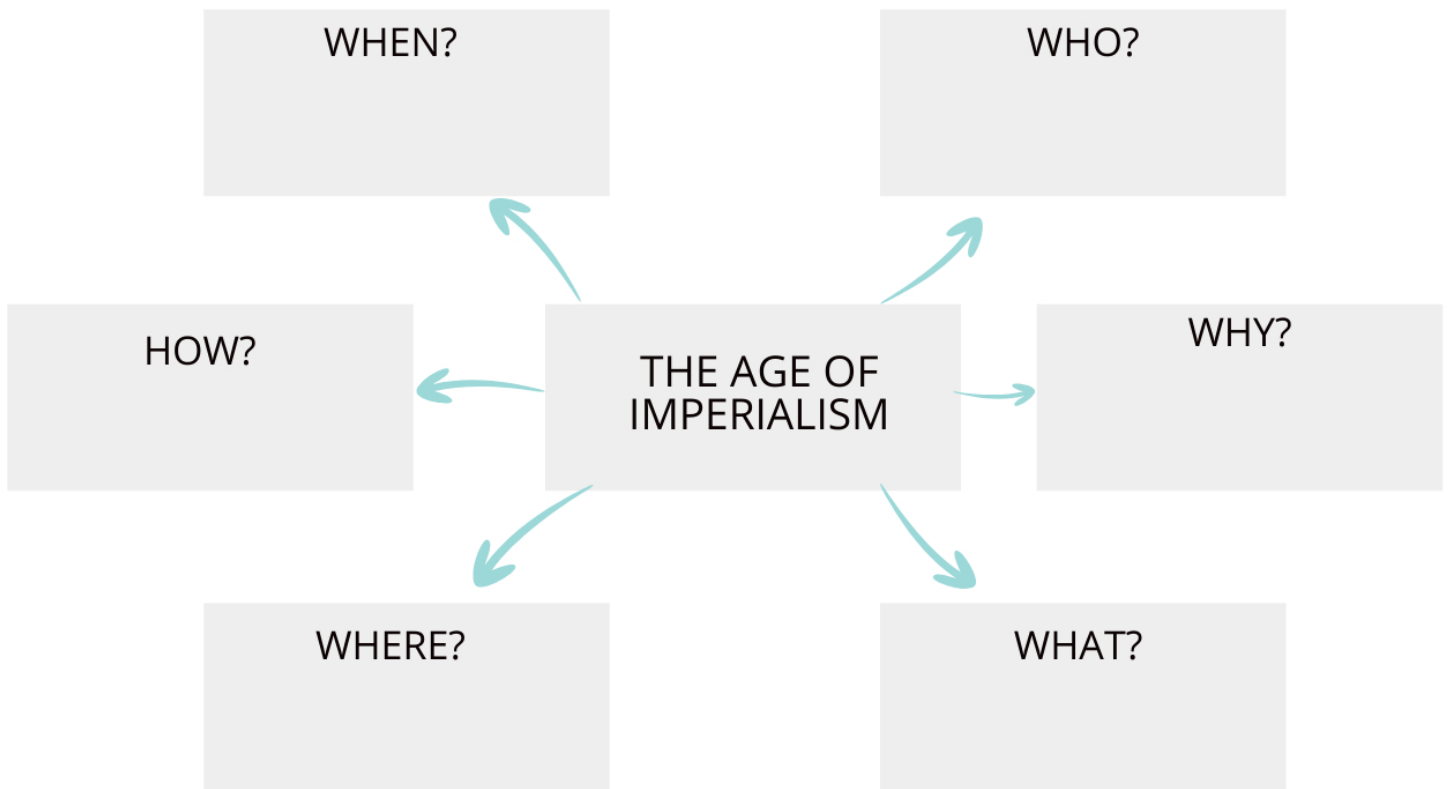 WHEN?
WHO?
HOW?
THE AGE OF
IMPERIALISM
WHY?
WHERE?
WHAT?